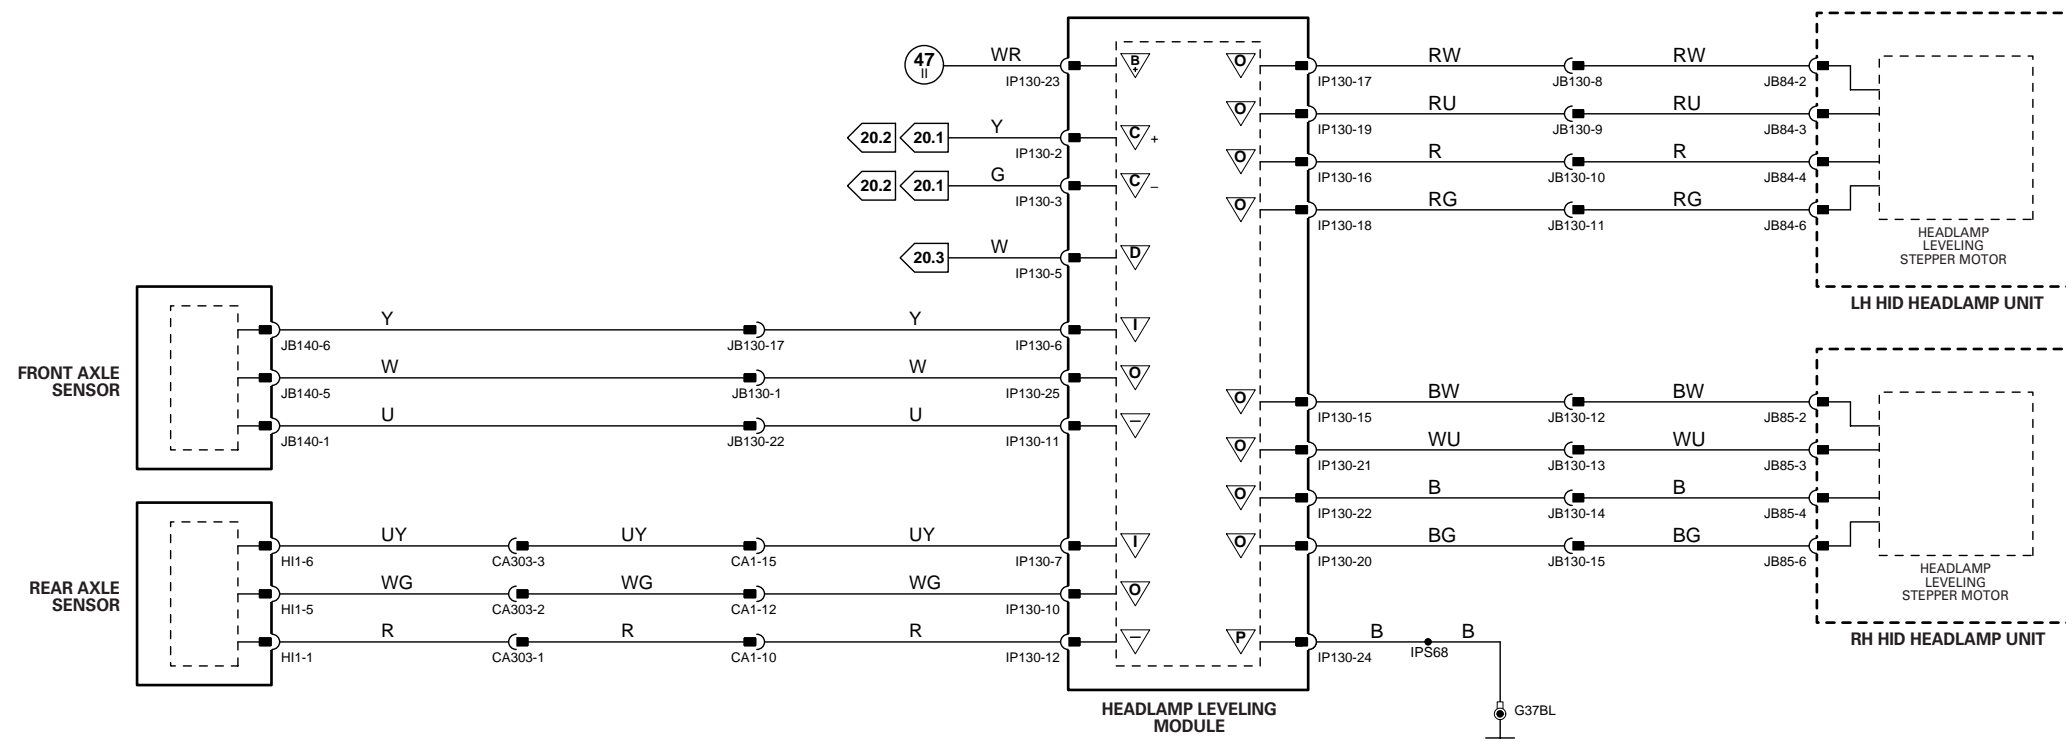 47
II
WR
IP130-23
B
+
O
IP130-17
RW
JB130-8
RW
JB84-2
O
IP130-19
RU
JB130-9
RU
JB84-3
20.2
20.1
Y
IP130-2
C
+
O
IP130-16
R
JB130-10
R
JB84-4
20.2
20.1
G
IP130-3
C
–
O
IP130-18
RG
JB130-11
RG
JB84-6
HEADLAMP
LEVELING
STEPPER MOTOR
LH HID HEADLAMP UNIT
20.3
W
IP130-5
D
FRONT AXLE
SENSOR
JB140-6
Y
JB130-17
Y
IP130-6
I
JB140-5
W
JB130-1
W
IP130-25
O
JB140-1
U
JB130-22
U
IP130-11
–
O
IP130-15
BW
JB130-12
BW
JB85-2
O
IP130-21
WU
JB130-13
WU
JB85-3
O
IP130-22
B
JB130-14
B
JB85-4
O
IP130-20
BG
JB130-15
BG
JB85-6
HEADLAMP
LEVELING
STEPPER MOTOR
RH HID HEADLAMP UNIT
REAR AXLE
SENSOR
HI1-6
UY
CA303-3
UY
CA1-15
UY
IP130-7
I
HI1-5
WG
CA303-2
WG
CA1-12
WG
IP130-10
O
HI1-1
R
CA303-1
R
CA1-10
R
IP130-12
–
P
IP130-24
B
IPS68
B
G37BL
HEADLAMP LEVELING
MODULE